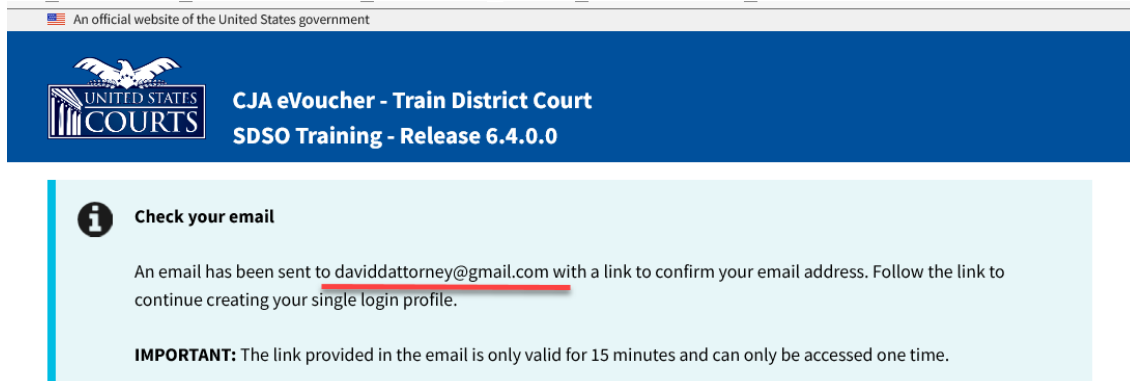 An official website of the United States government
UNITED STATES
COURTS
CJA eVoucher - Train District Court
SDSO Training - Release 6.4.0.0
Check your email
An email has been sent to daviddattorney@gmail.com with a link to confirm your email address. Follow the link to
continue creating your single login profile.
IMPORTANT: The link provided in the email is only valid for 15 minutes and can only be accessed one time.